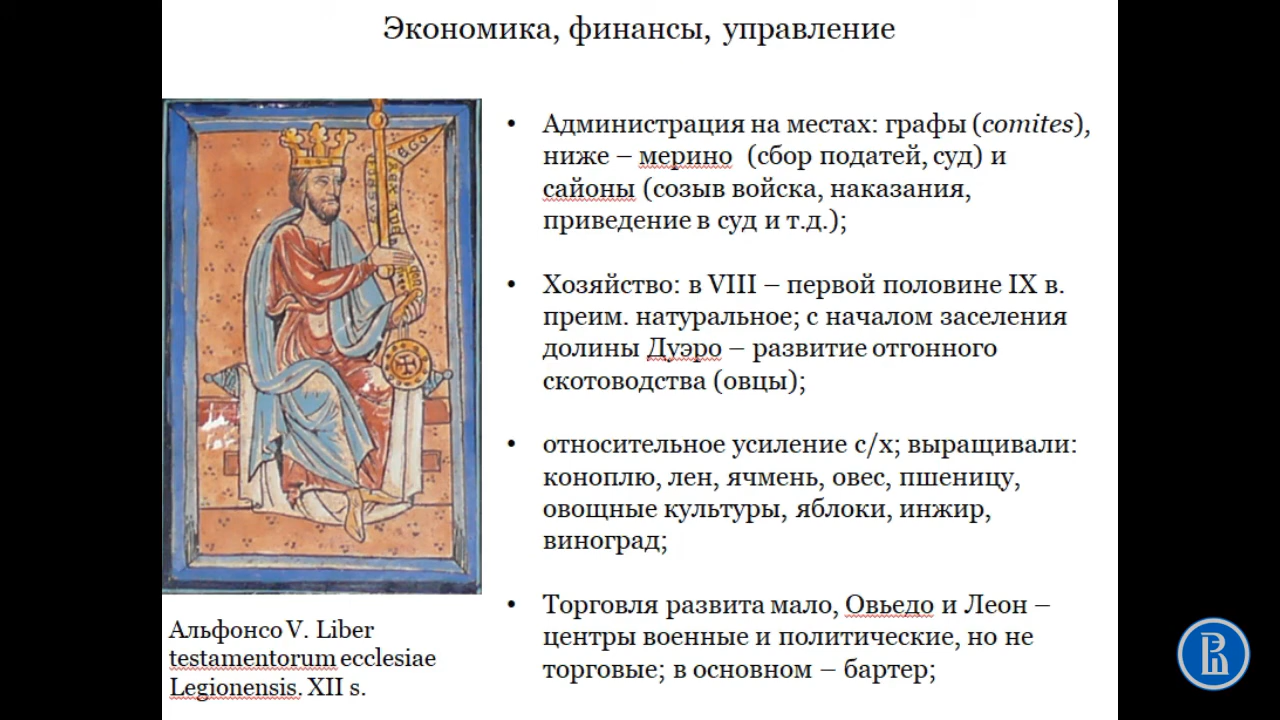 Экономика, финансы, управление
• Администрация на местах: графы (comites),
ниже – мерино (сбор податей, суд) и
сайоны (созыв войска, наказания,
приведение в суд и т.д.);
• Хозяйство: в VIII – первой половине IX в.
преим. натуральное; с началом заселения
долины Дуэро – развитие отгонного
скотоводства (овцы);
• относительное усиление с/х; выращивали:
коноплю, лен, ячмень, овес, пшеницу,
овощные культуры, яблоки, инжир,
виноград;
• Торговля развита мало, Овьедо и Леон –
центры военные и политические, но не
торговые; в основном – бартер;
Альфонсо V. Liber
testamentorum ecclesiae
Legionensis. XII s.